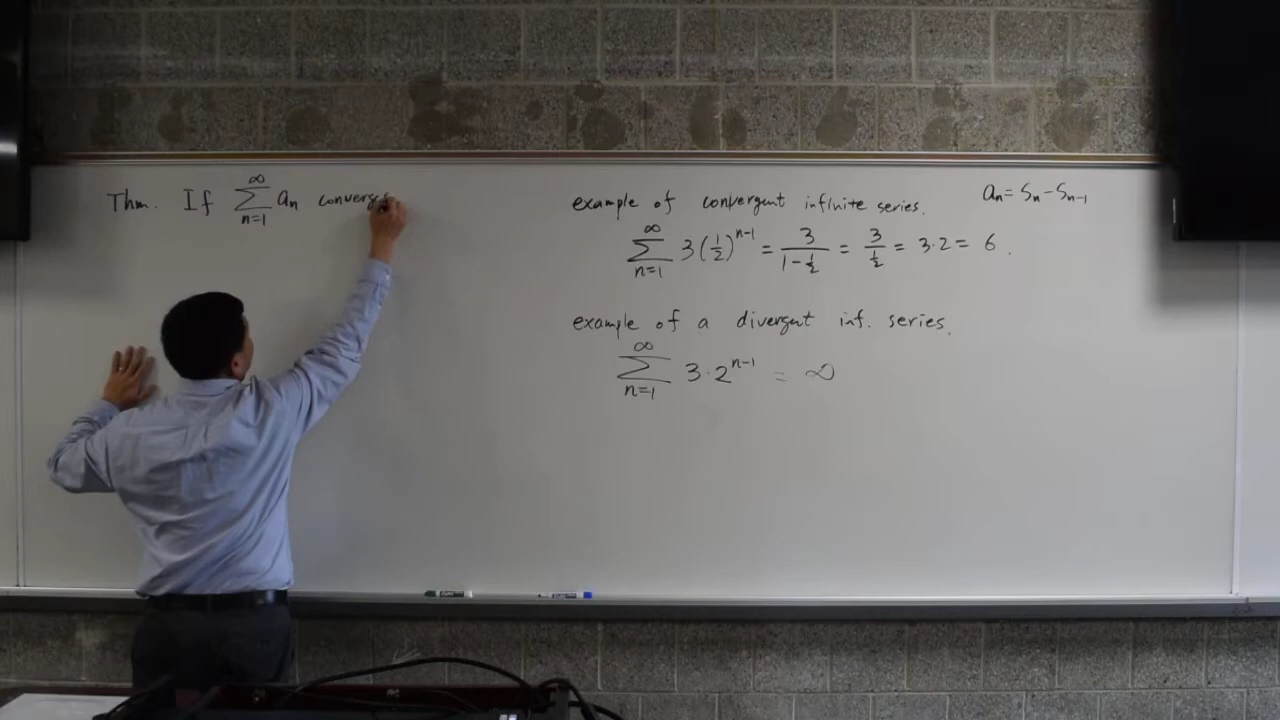 Thm. If ∑_{n=1}^{∞} a_n converges
example of convergent infinite series.
a_n = S_n - S_{n-1}
∑_{n=1}^{∞} 3(1/2)^{n-1} = 3/(1 - 1/2) = 3/(1/2) = 3·2 = 6.
example of a divergent inf. series.
∑_{n=1}^{∞} 3·2^{n-1} = ∞